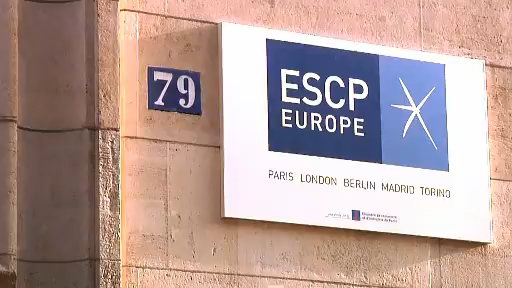 79
ESCP
EUROPE
PARIS LONDON BERLIN MADRID TORINO